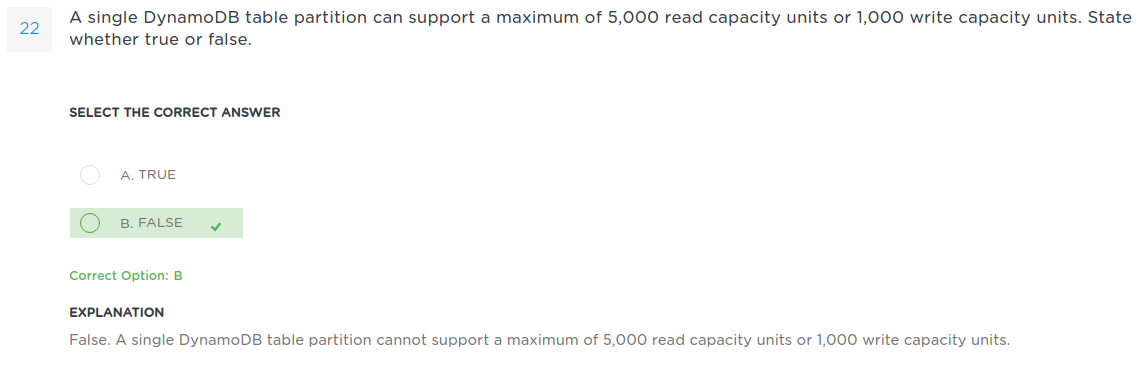 22
A single DynamoDB table partition can support a maximum of 5,000 read capacity units or 1,000 write capacity units. State
whether true or false.
SELECT THE CORRECT ANSWER
A. TRUE
B. FALSE
Correct Option: B
EXPLANATION
False. A single DynamoDB table partition cannot support a maximum of 5,000 read capacity units or 1,000 write capacity units.